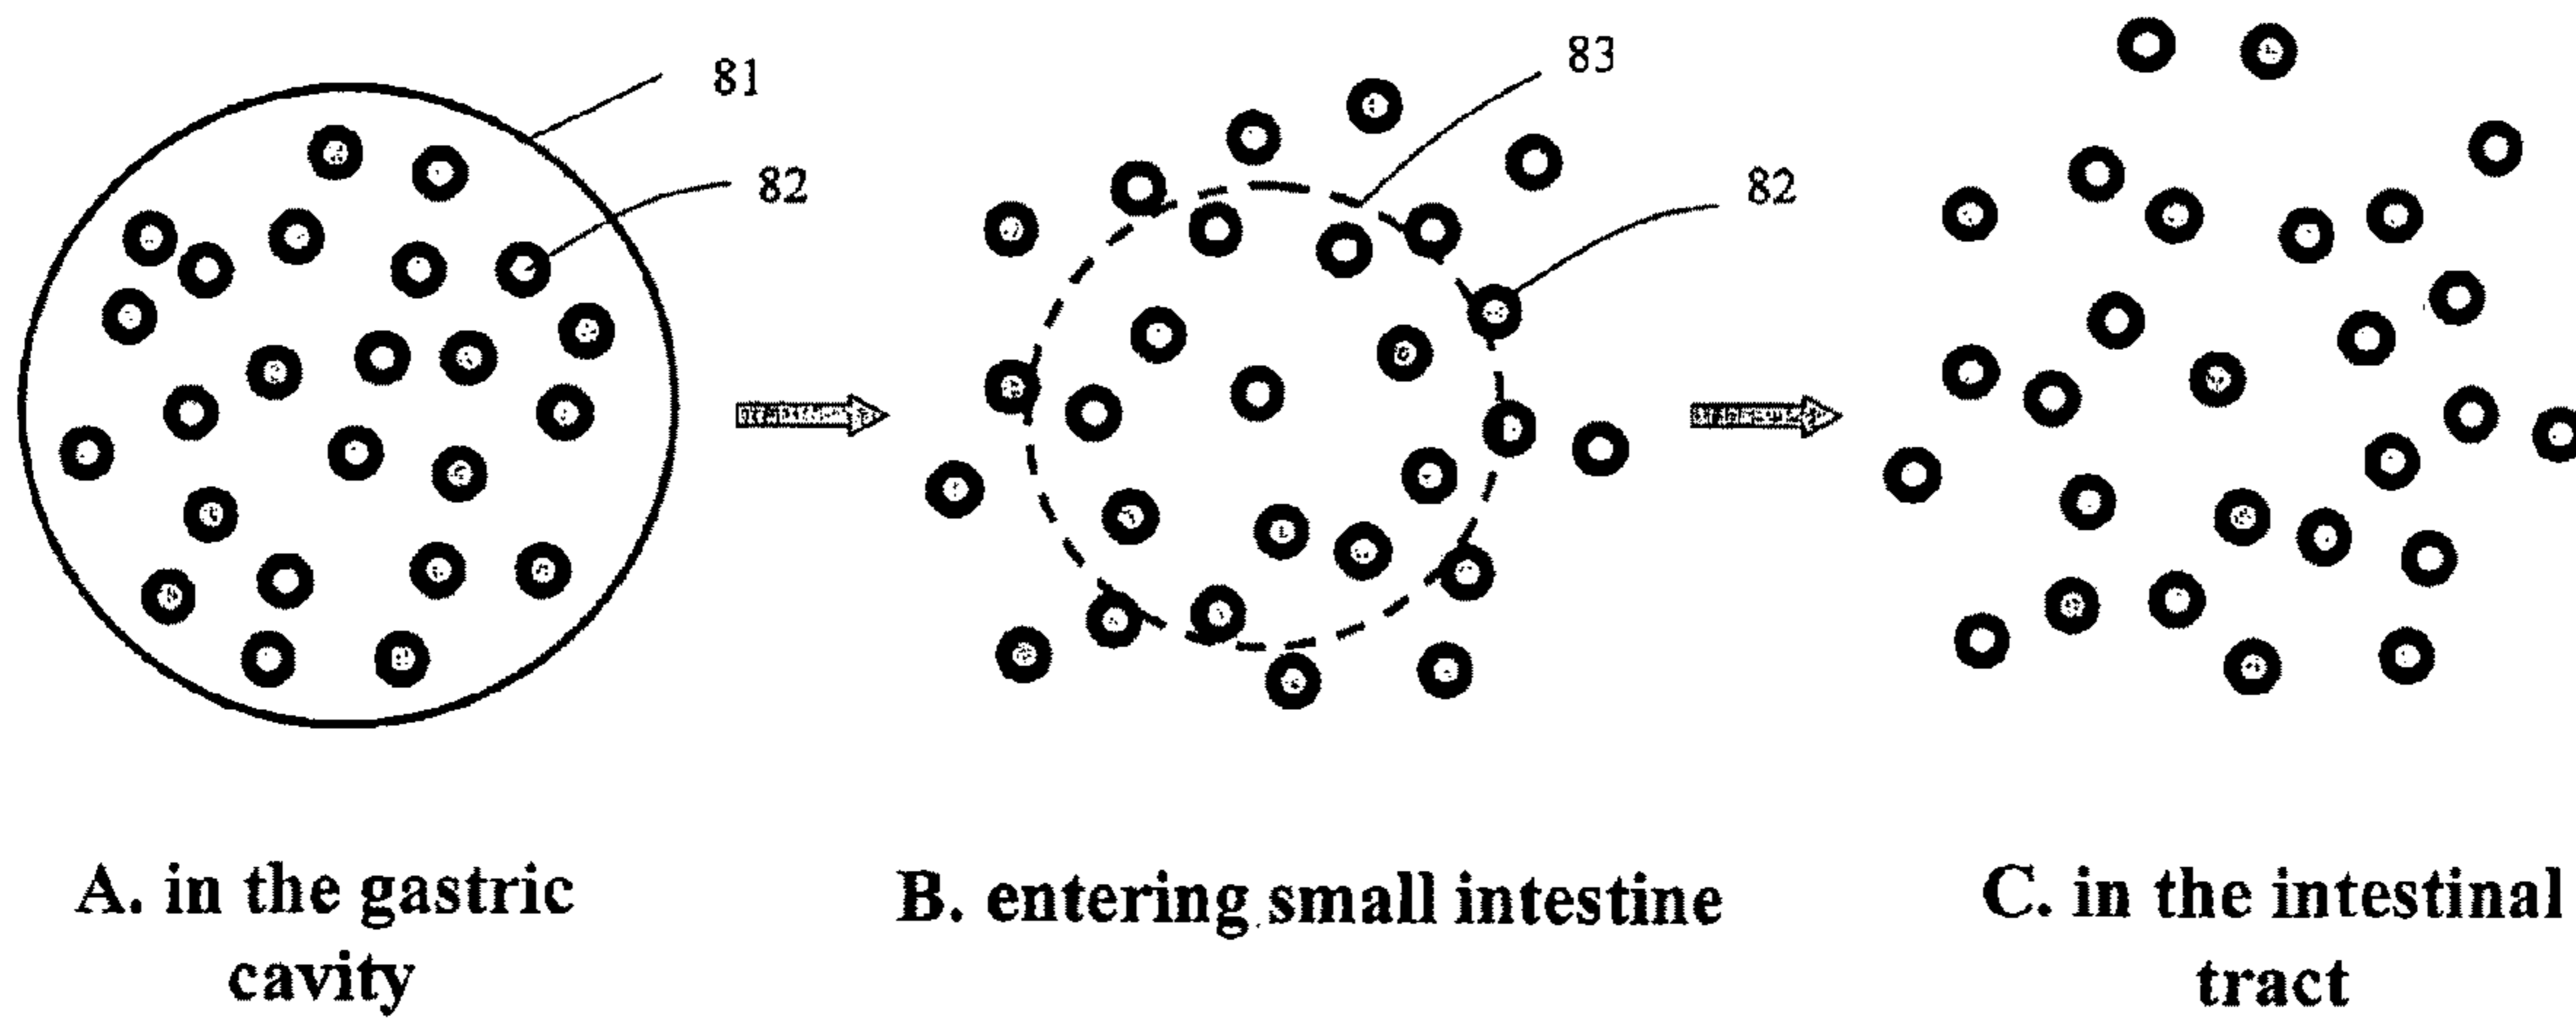 81
82
83
82
A. in the gastric
cavity
B. entering small intestine
C. in the intestinal
tract